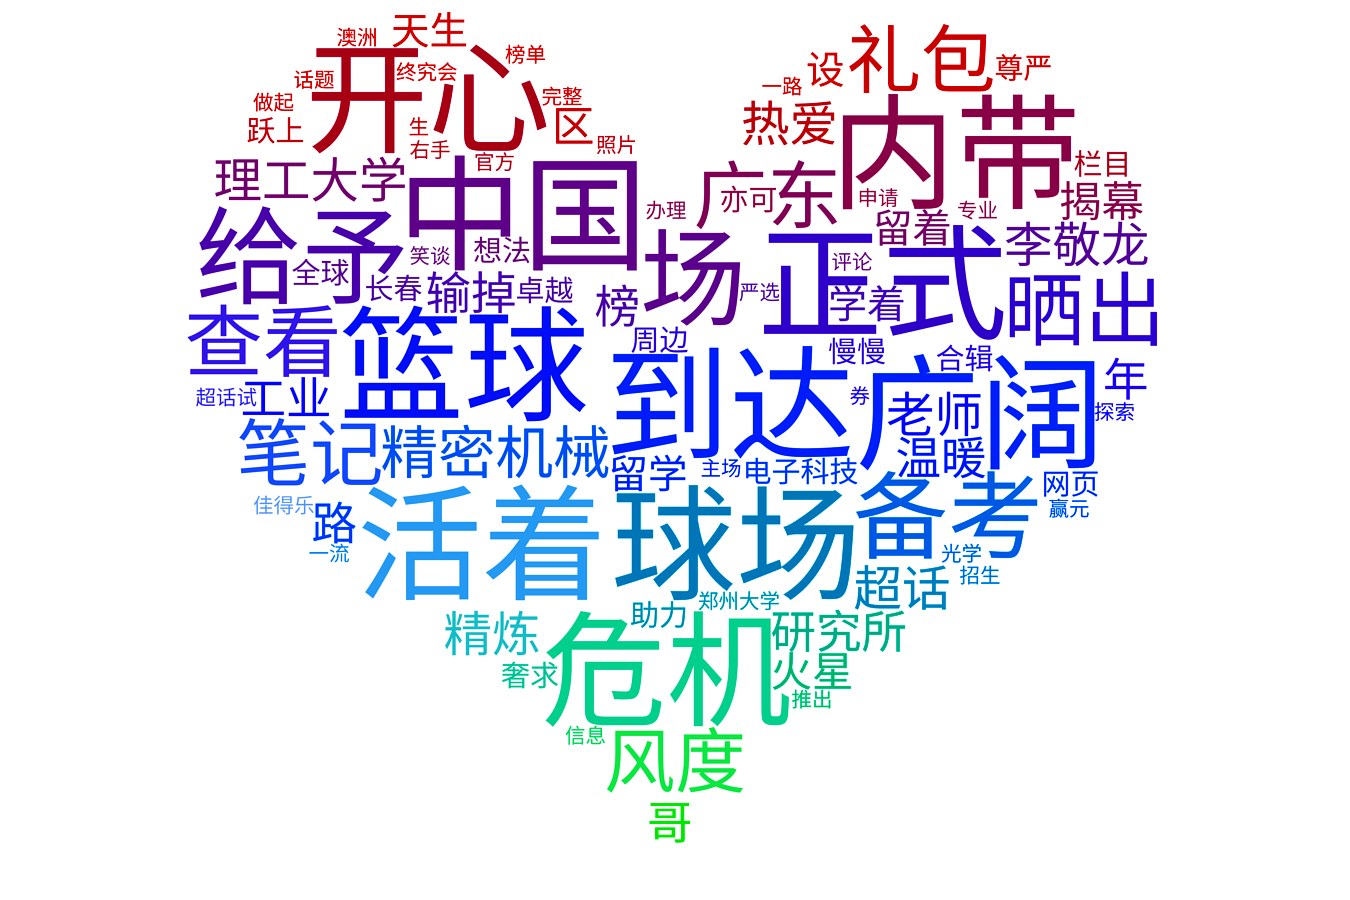 澳洲
天生
开心
榜单
话题
终究会
完整
做起
跃上
生
右手
区
照片
官方
设
礼包
尊严
一路
热爱
内带
栏目
理工大学
中国
广东
亦可
申请
揭幕
办理
留着
专业
给予
全球
笑谈
想法
场
正式
评论
李敬龙
长春
输掉
卓越
榜
严选
学着
晒出
查看
篮球
周边
慢慢
合辑
到达
广阔
年
超话试
工业
券
老师
探索
笔记
精密机械
留学
主场
电子科技
温暖
网页
佳得乐
路
一流
活着
球场
备考
赢元
光学
招生
超话
郑州大学
助力
精炼
危机
研究所
奢求
火星
推出
信息
风度
哥